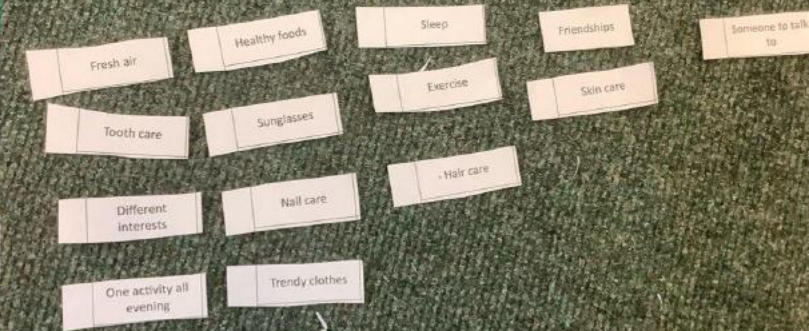 Fresh air
Healthy foods
Sleep
Friendships
Someone to talk
to
Tooth care
Sunglasses
Exercise
Skin care
Different
interests
Nail care
Hair care
One activity all
evening
Trendy clothes